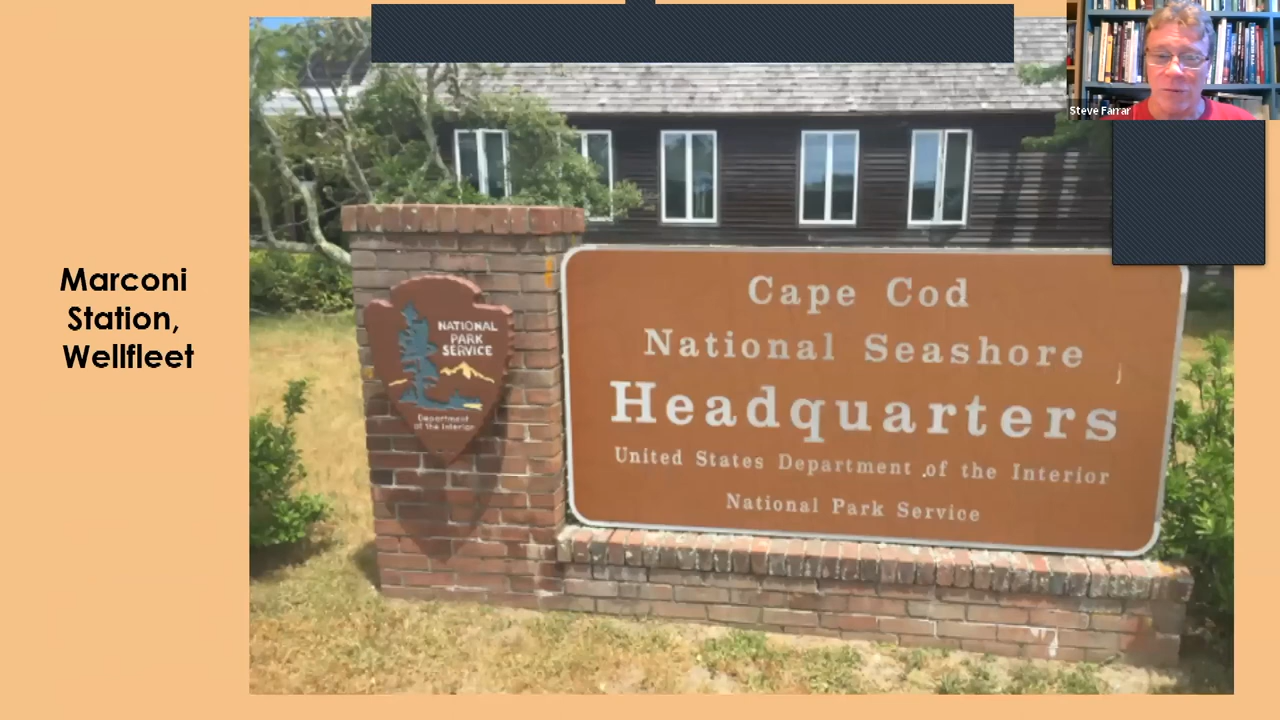 Steve Farrar
Marconi
Station,
Wellfleet
NATIONAL
PARK
SERVICE
Department
of the Interior
Cape Cod
National Seashore
Headquarters
United States Department of the Interior
National Park Service